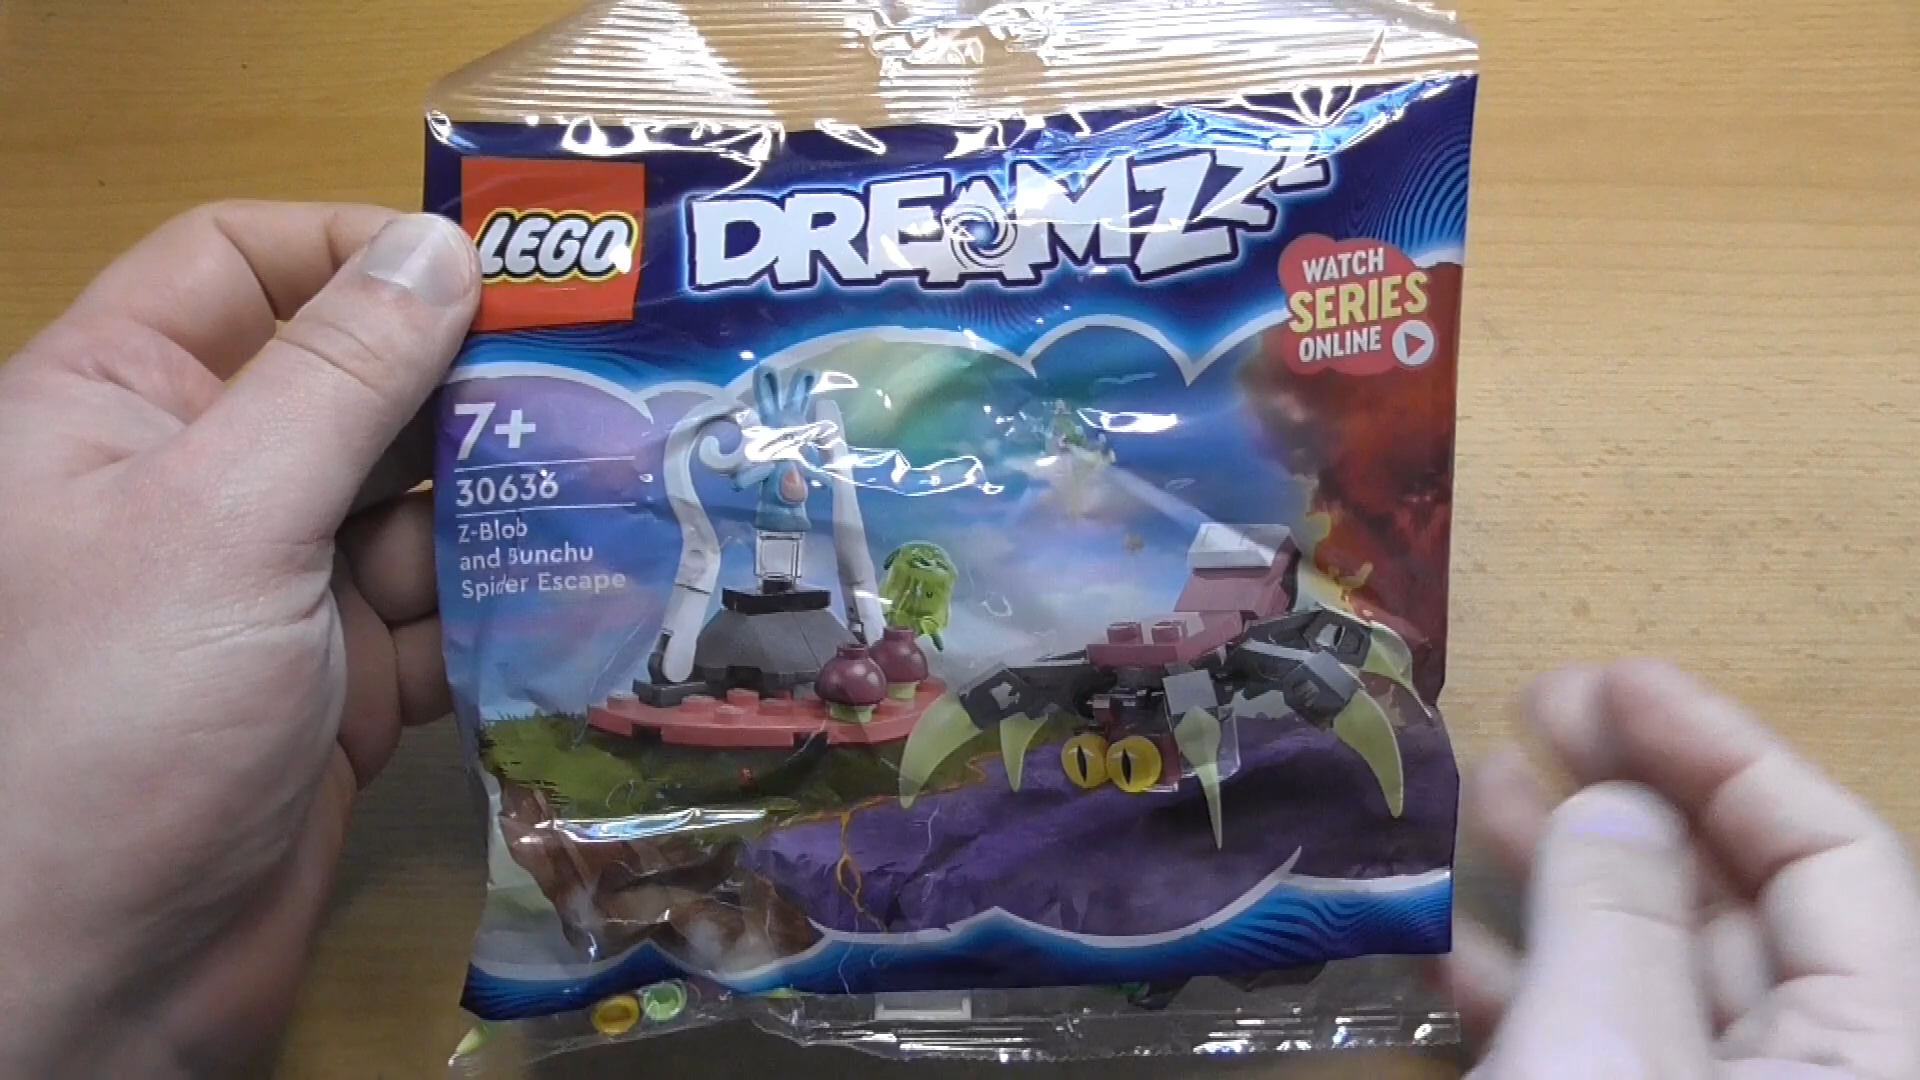 LEGO
DREAMZzz
WATCH
SERIES
ONLINE
7+
30636
Z-Blob
and Bunchu
Spider Escape